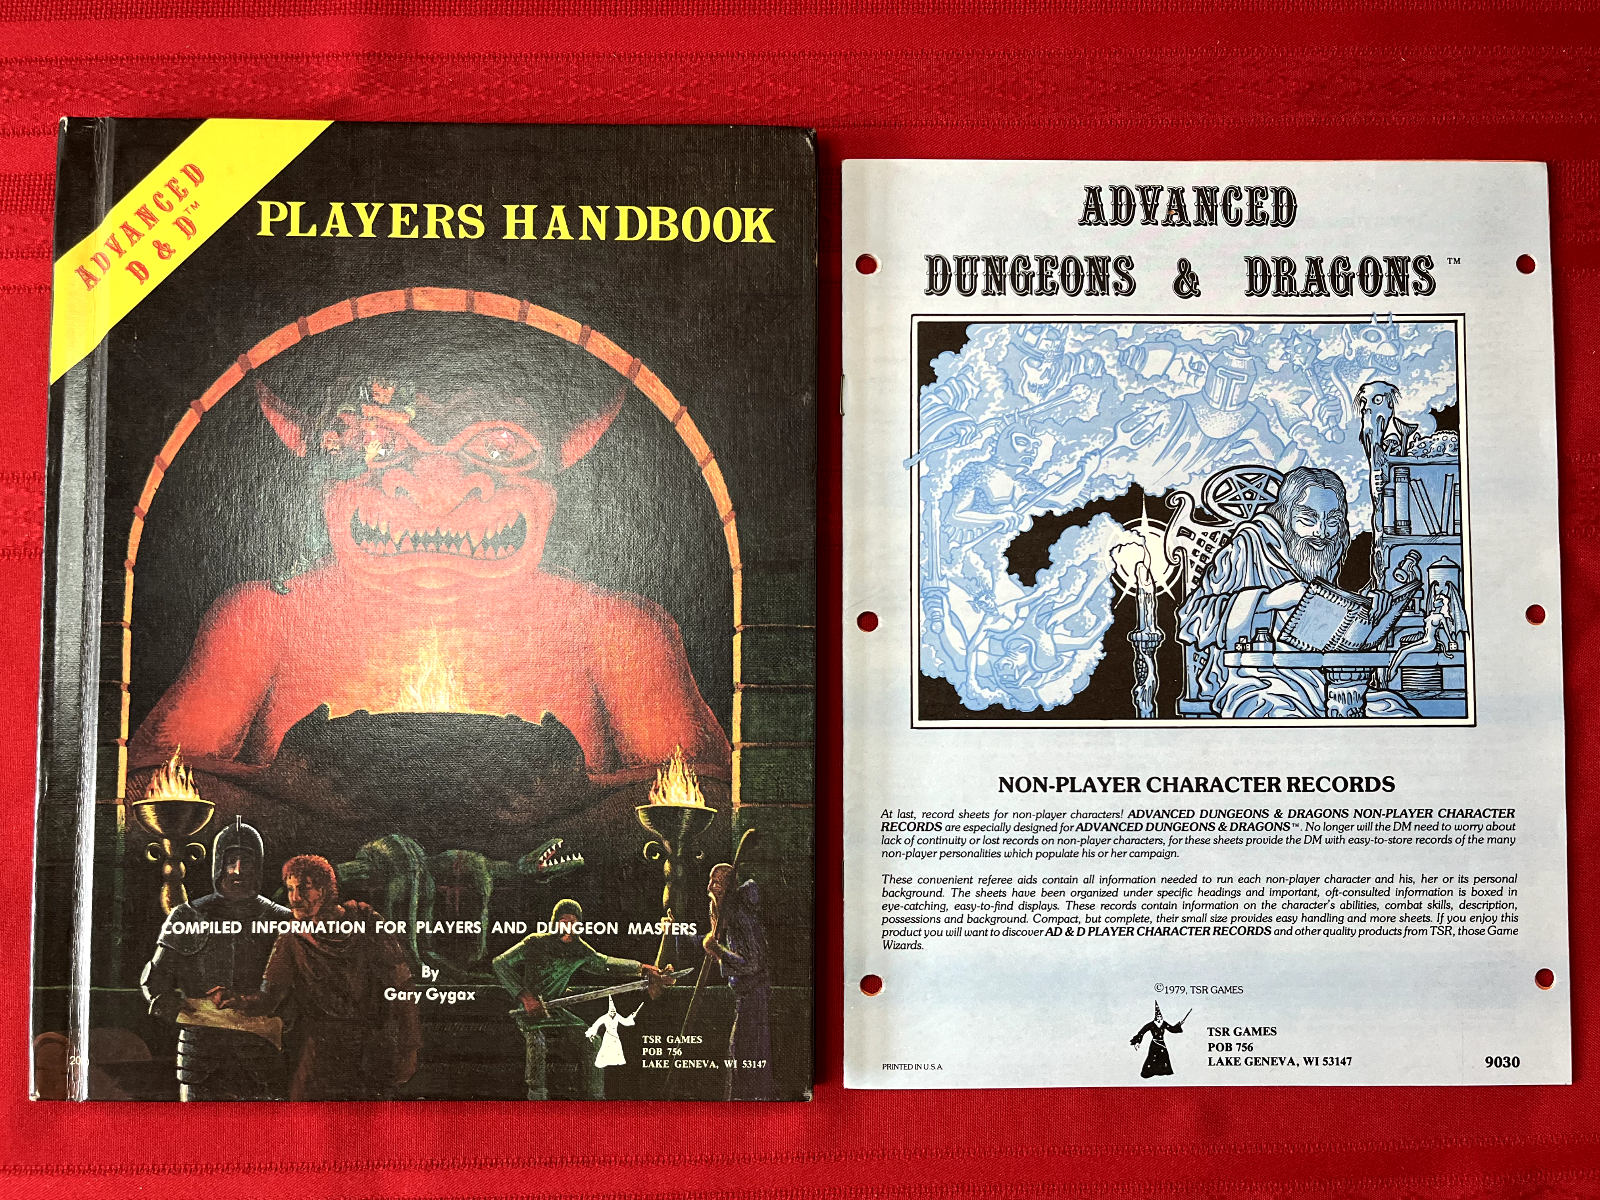 ADVANCED
D & D™
PLAYERS HANDBOOK
COMPILED INFORMATION FOR PLAYERS AND DUNGEON MASTERS
By
Gary Gygax
TSR GAMES
POB 756
LAKE GENEVA, WI 53147
ADVANCED
DUNGEONS & DRAGONS™
NON-PLAYER CHARACTER RECORDS
At last, record sheets for non-player characters! ADVANCED DUNGEONS & DRAGONS NON-PLAYER CHARACTER
RECORDS are especially designed for ADVANCED DUNGEONS & DRAGONS™. No longer will the DM need to worry about
lack of continuity or lost records on non-player characters, for these sheets provide the DM with easy-to-store records of the many
non-player personalities which populate his or her campaign.
These convenient referee aids contain all information needed to run each non-player character and his, her or its personal
background. The sheets have been organized under specific headings and important, oft-consulted information is boxed in
eye-catching, easy-to-find displays. These records contain information on the character's abilities, combat skills, description,
possessions and background. Compact, but complete, their small size provides easy handling and more sheets. If you enjoy this
product you will want to discover AD & D PLAYER CHARACTER RECORDS and other quality products from TSR, those Game
Wizards.
©1979, TSR GAMES
TSR GAMES
POB 756
LAKE GENEVA, WI 53147
PRINTED IN U.S.A.
9030